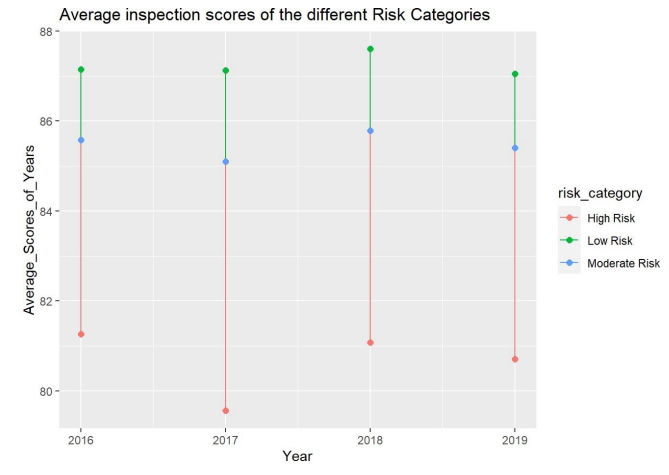 Average inspection scores of the different Risk Categories
88
86
84
82
80
Average_Scores_of_Years
2016 2017 2018 2019
Year
risk_category
High Risk
Low Risk
Moderate Risk